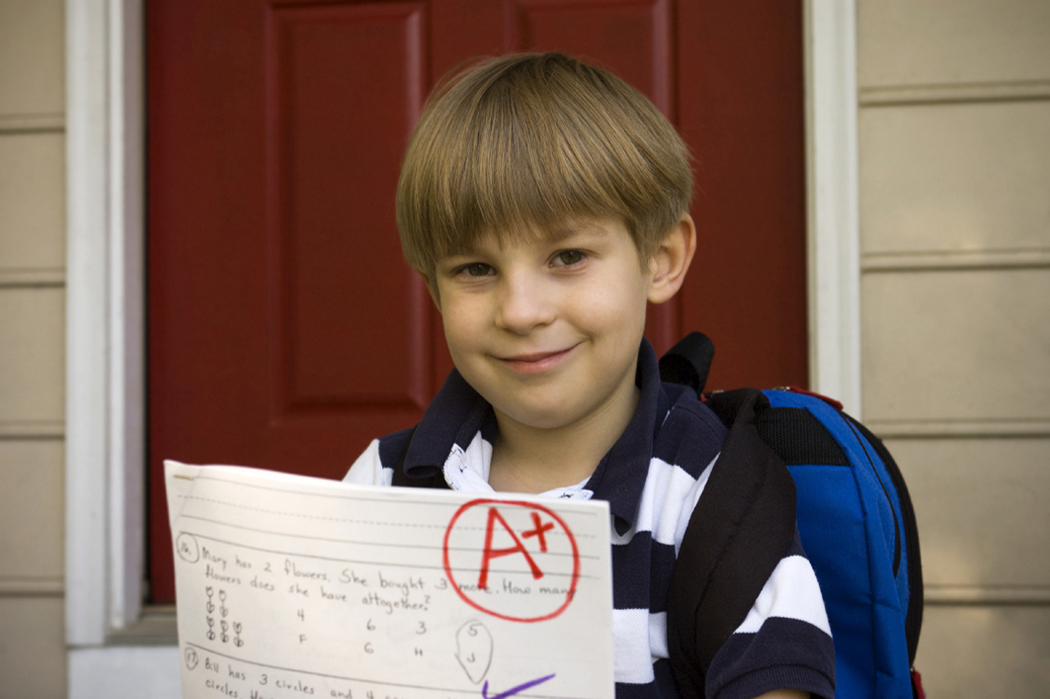 A+
16. Mary has 2 flowers. She bought 3 more. How many
flowers does she have altogether?
4 6 3 5
F 6 H J
17 Bill has 3 circles and 4
circles.